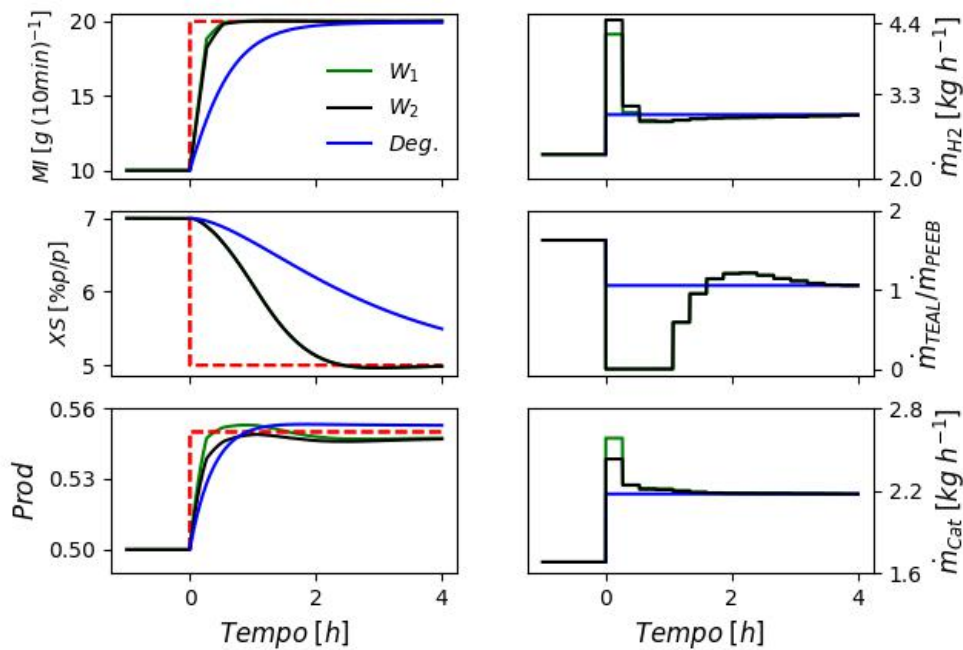 MI [g (10min)⁻¹]
20
15
10
W₁
W₂
Deg.
4.4
3.3
2.0
ṁ_H2 [kg h⁻¹]
XS [%p/p]
7
6
5
2
1
0
ṁ_TEAL/ṁ_PEEB
Prod
0.56
0.53
0.50
0
2
4
Tempo [h]
2.8
2.2
1.6
ṁ_Cat [kg h⁻¹]
0
2
4
Tempo [h]